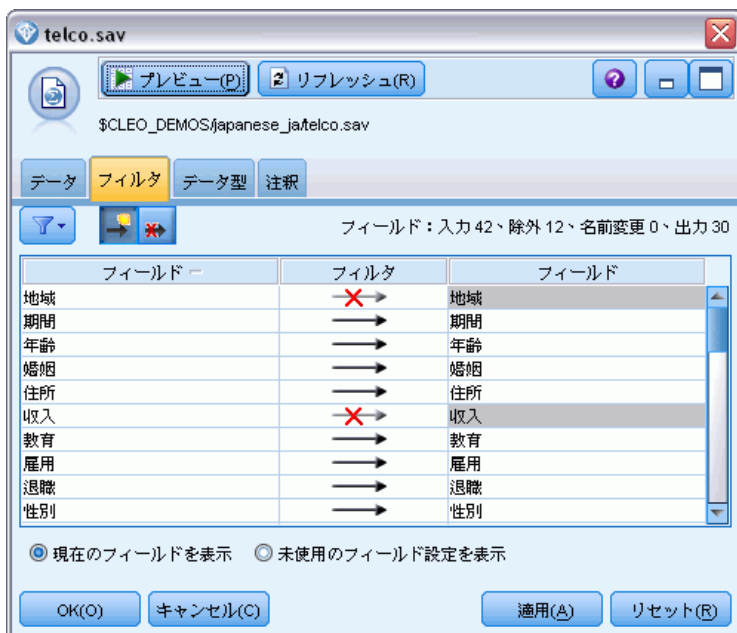 telco.sav
プレビュー(P) リフレッシュ(R)
$CLEO_DEMOS/japanese_ja/telco.sav
データ フィルタ データ型 注釈
フィールド：入力 42、除外 12、名前変更 0、出力 30
フィールド フィルタ フィールド
地域 地域
期間 期間
年齢 年齢
婚姻 婚姻
住所 住所
収入 収入
教育 教育
雇用 雇用
退職 退職
性別 性別
現在のフィールドを表示 未使用のフィールド設定を表示
OK(O) キャンセル(C) 適用(A) リセット(R)